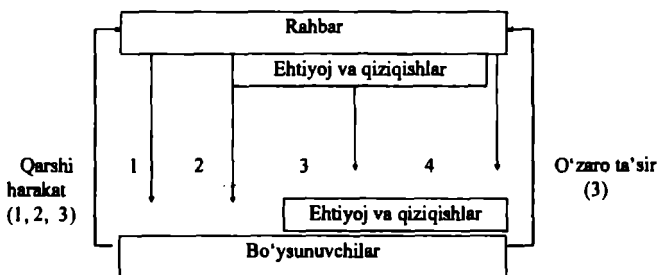 Rahbar
Ehtiyoj va qiziqishlar
Qarshi
harakat
(1, 2, 3)
1 2 3 4
O‘zaro ta’sir
(3)
Ehtiyoj va qiziqishlar
Bo‘ysunuvchilar